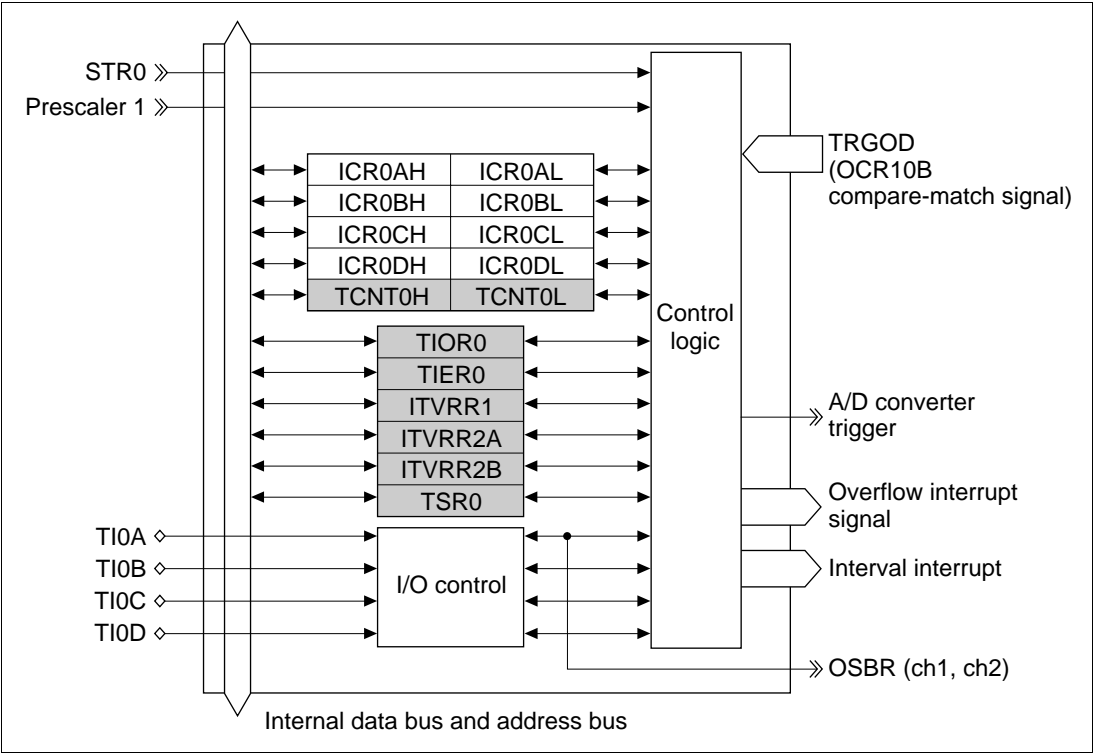 STR0
Prescaler 1
TRGOD
(OCR10B
compare-match signal)
ICR0AH ICR0AL
ICR0BH ICR0BL
ICR0CH ICR0CL
ICR0DH ICR0DL
TCNT0H TCNT0L
Control
logic
TIOR0
TIER0
ITVRR1
ITVRR2A
ITVRR2B
TSR0
A/D converter
trigger
Overflow interrupt
signal
Interval interrupt
TI0A
TI0B
TI0C
TI0D
I/O control
OSBR (ch1, ch2)
Internal data bus and address bus